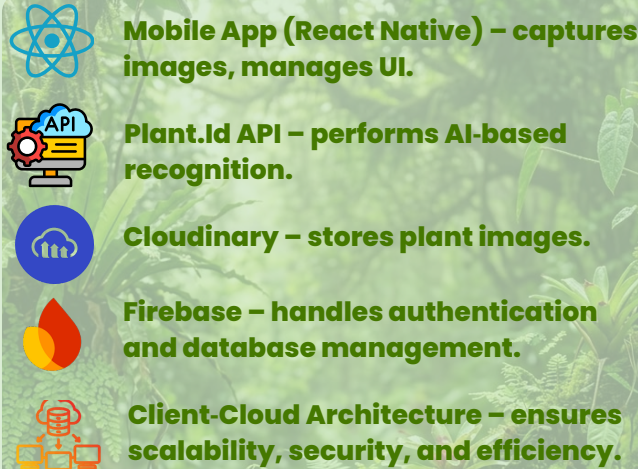 Mobile App (React Native) – captures
images, manages UI.
API
Plant.Id API – performs AI-based
recognition.
Cloudinary – stores plant images.
Firebase – handles authentication
and database management.
Client-Cloud Architecture – ensures
scalability, security, and efficiency.